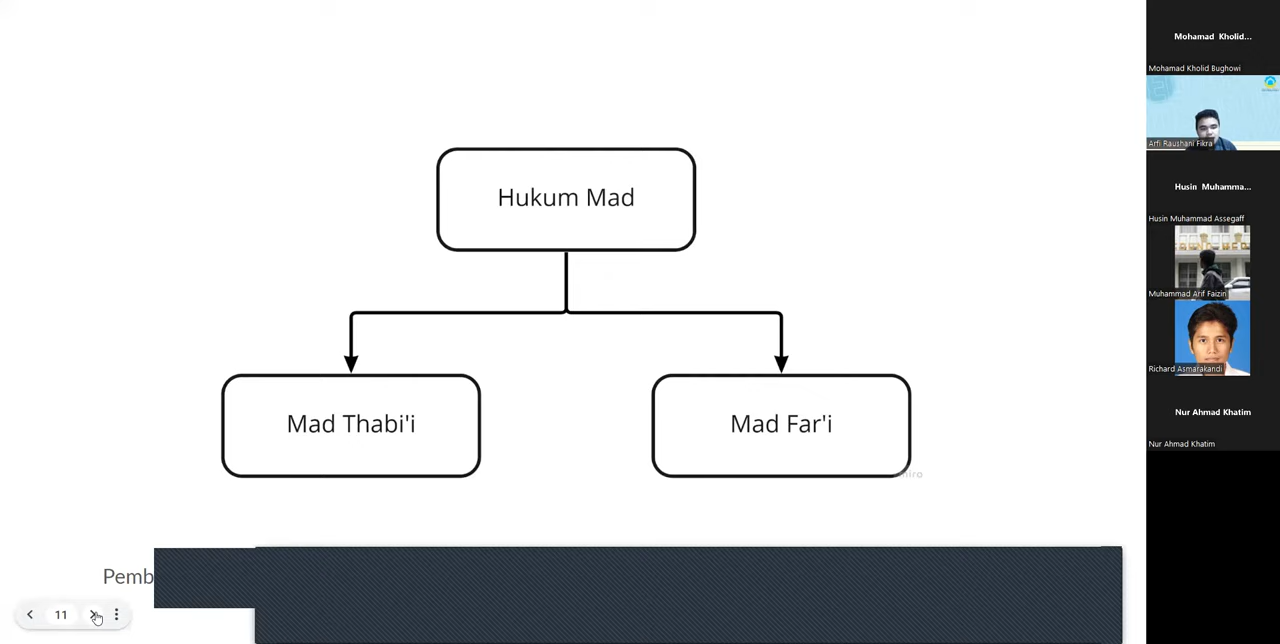 Hukum Mad
Mad Thabi'i
Mad Far'i
miro
Pemb
11
Mohamad Kholid...
Mohamad Kholid Bughowi
Arfi Raushani Fikra
Husin Muhamma...
Husin Muhammad Assegaff
Muhammad Arif Faizin
Richard Asmarakandi
Nur Ahmad Khatim
Nur Ahmad Khatim